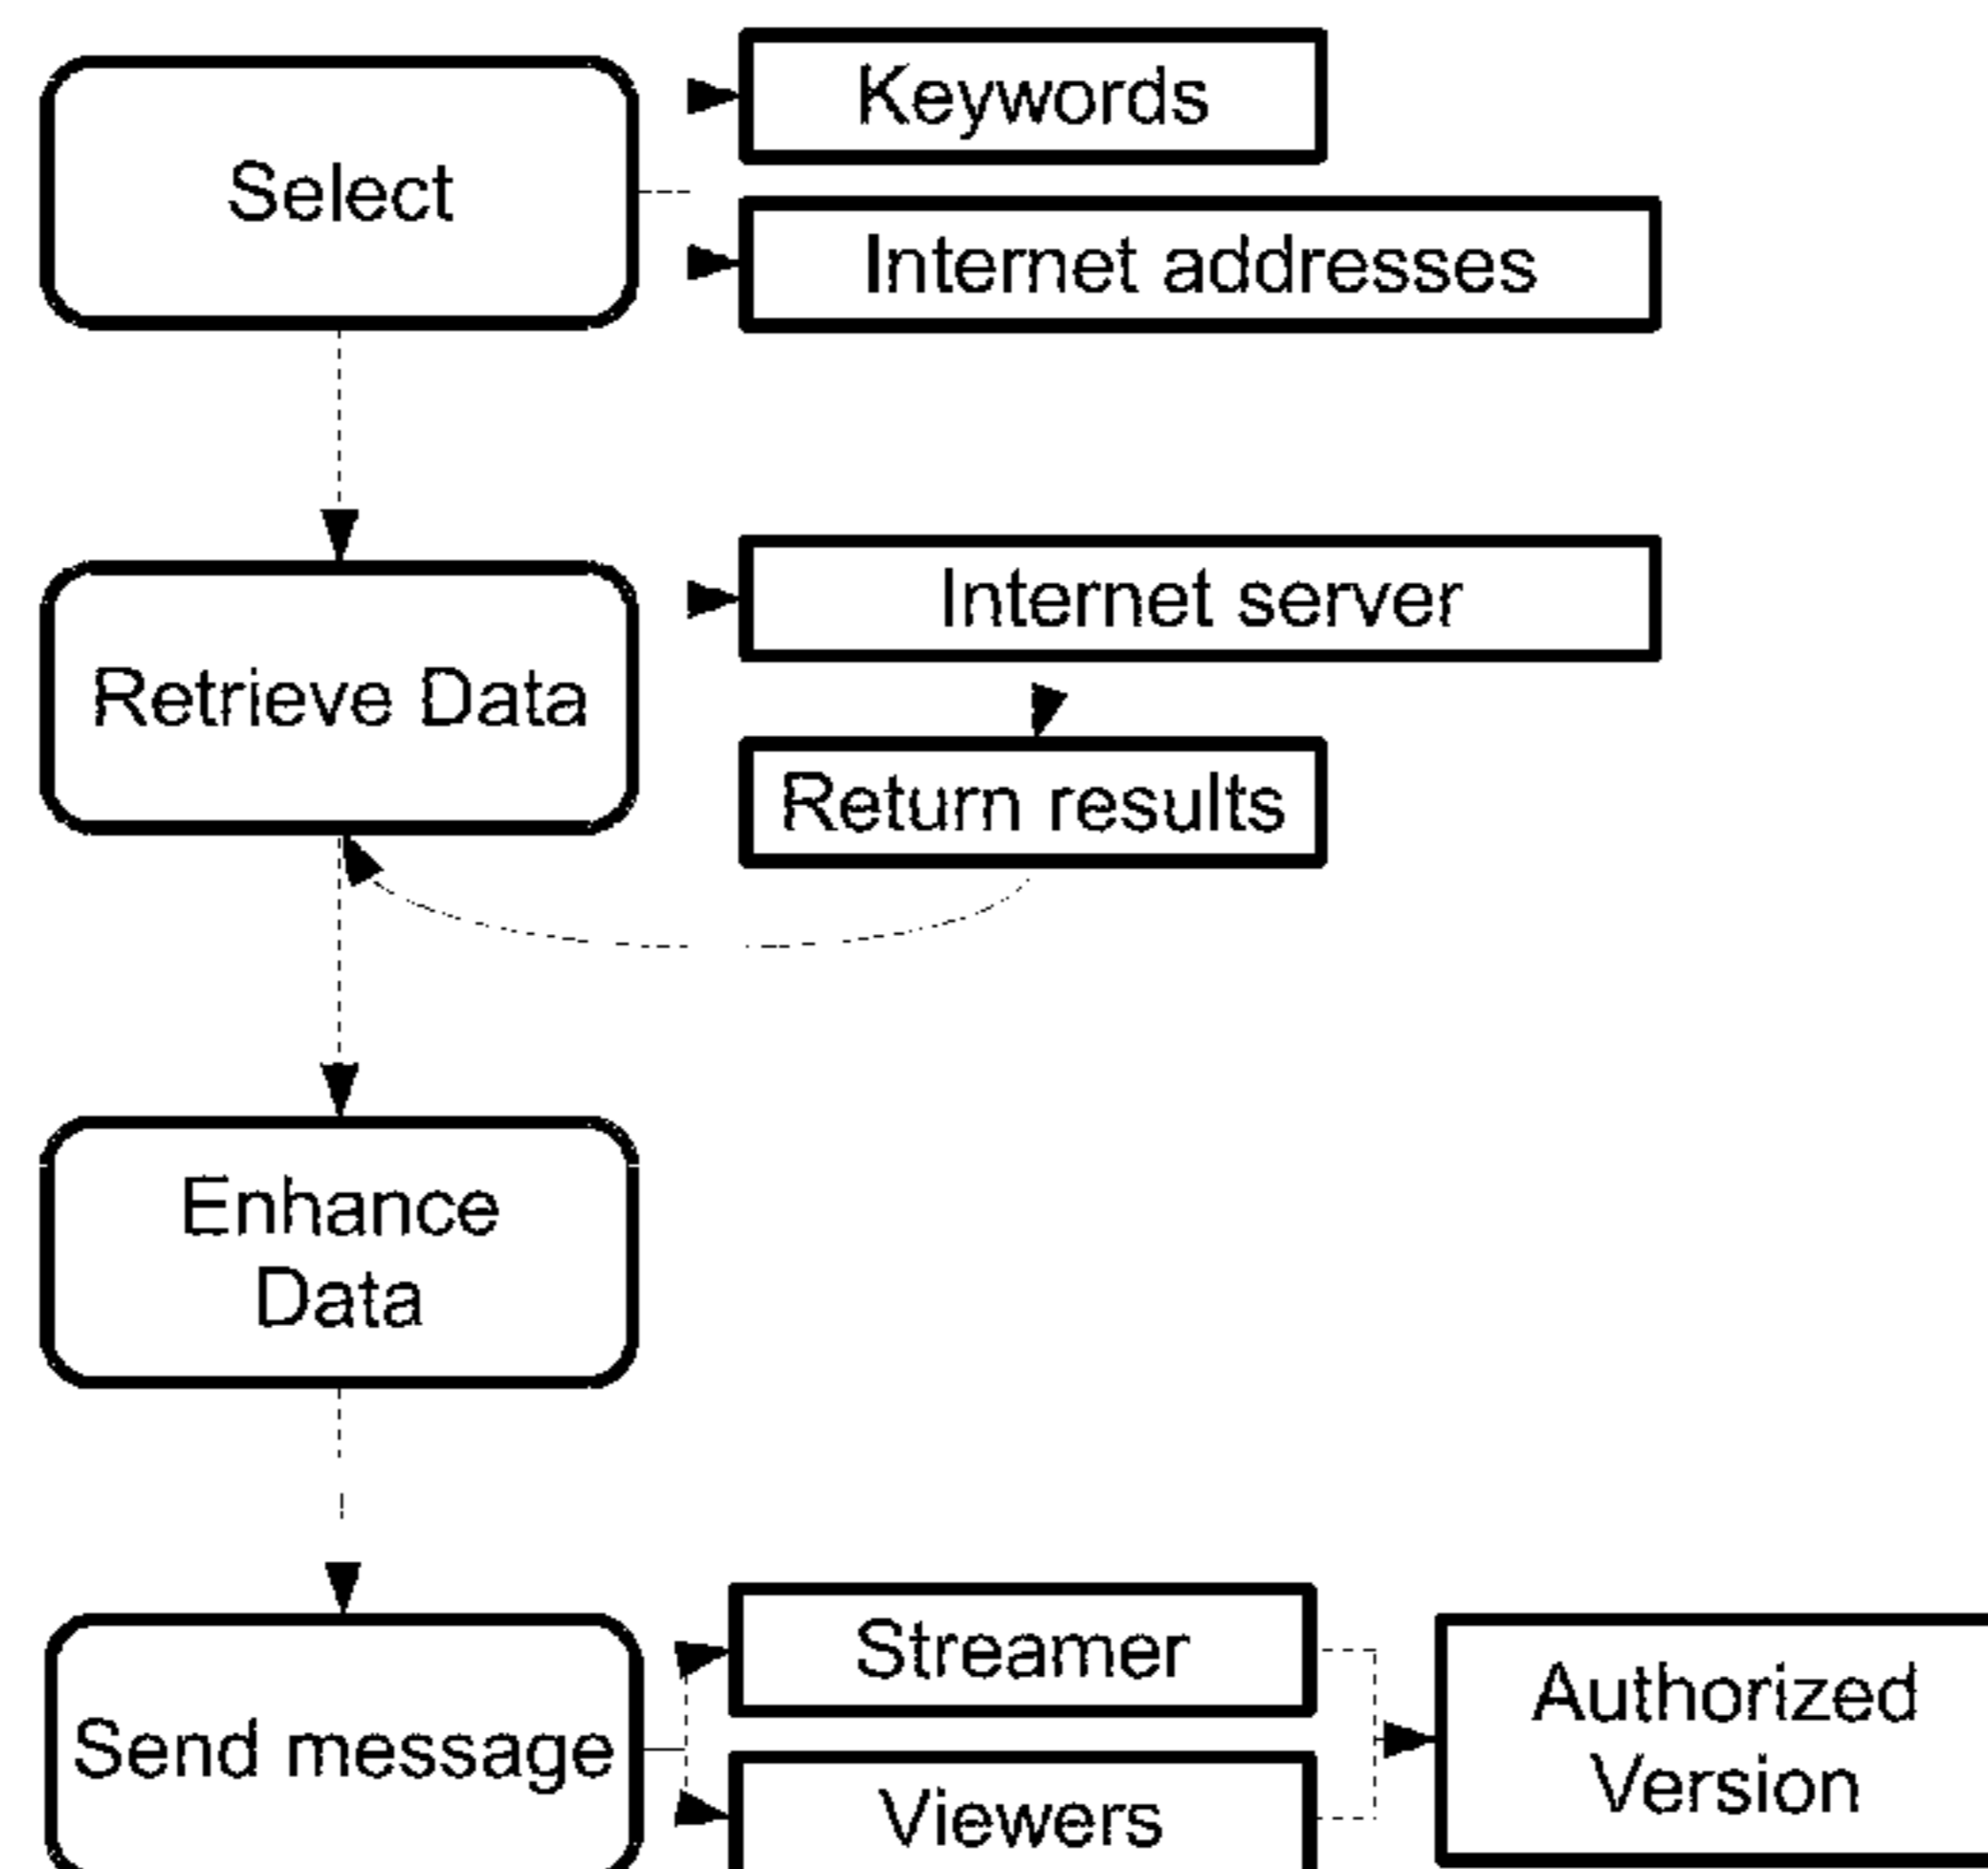 Select
Keywords
Internet addresses
Retrieve Data
Internet server
Return results
Enhance
Data
Send message
Streamer
Viewers
Authorized
Version